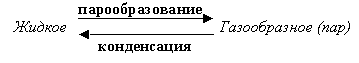 парообразование
Жидкое Газообразное (пар)
конденсация